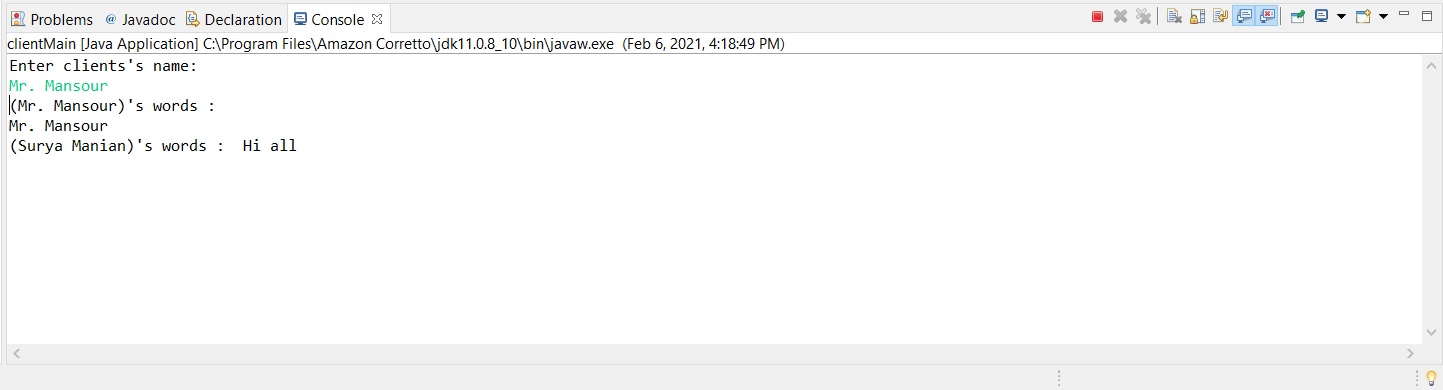 Problems @ Javadoc Declaration Console
clientMain [Java Application] C:\Program Files\Amazon Corretto\jdk11.0.8_10\bin\javaw.exe (Feb 6, 2021, 4:18:49 PM)
Enter clients's name:
Mr. Mansour
(Mr. Mansour)'s words :
Mr. Mansour
(Surya Manian)'s words :  Hi all